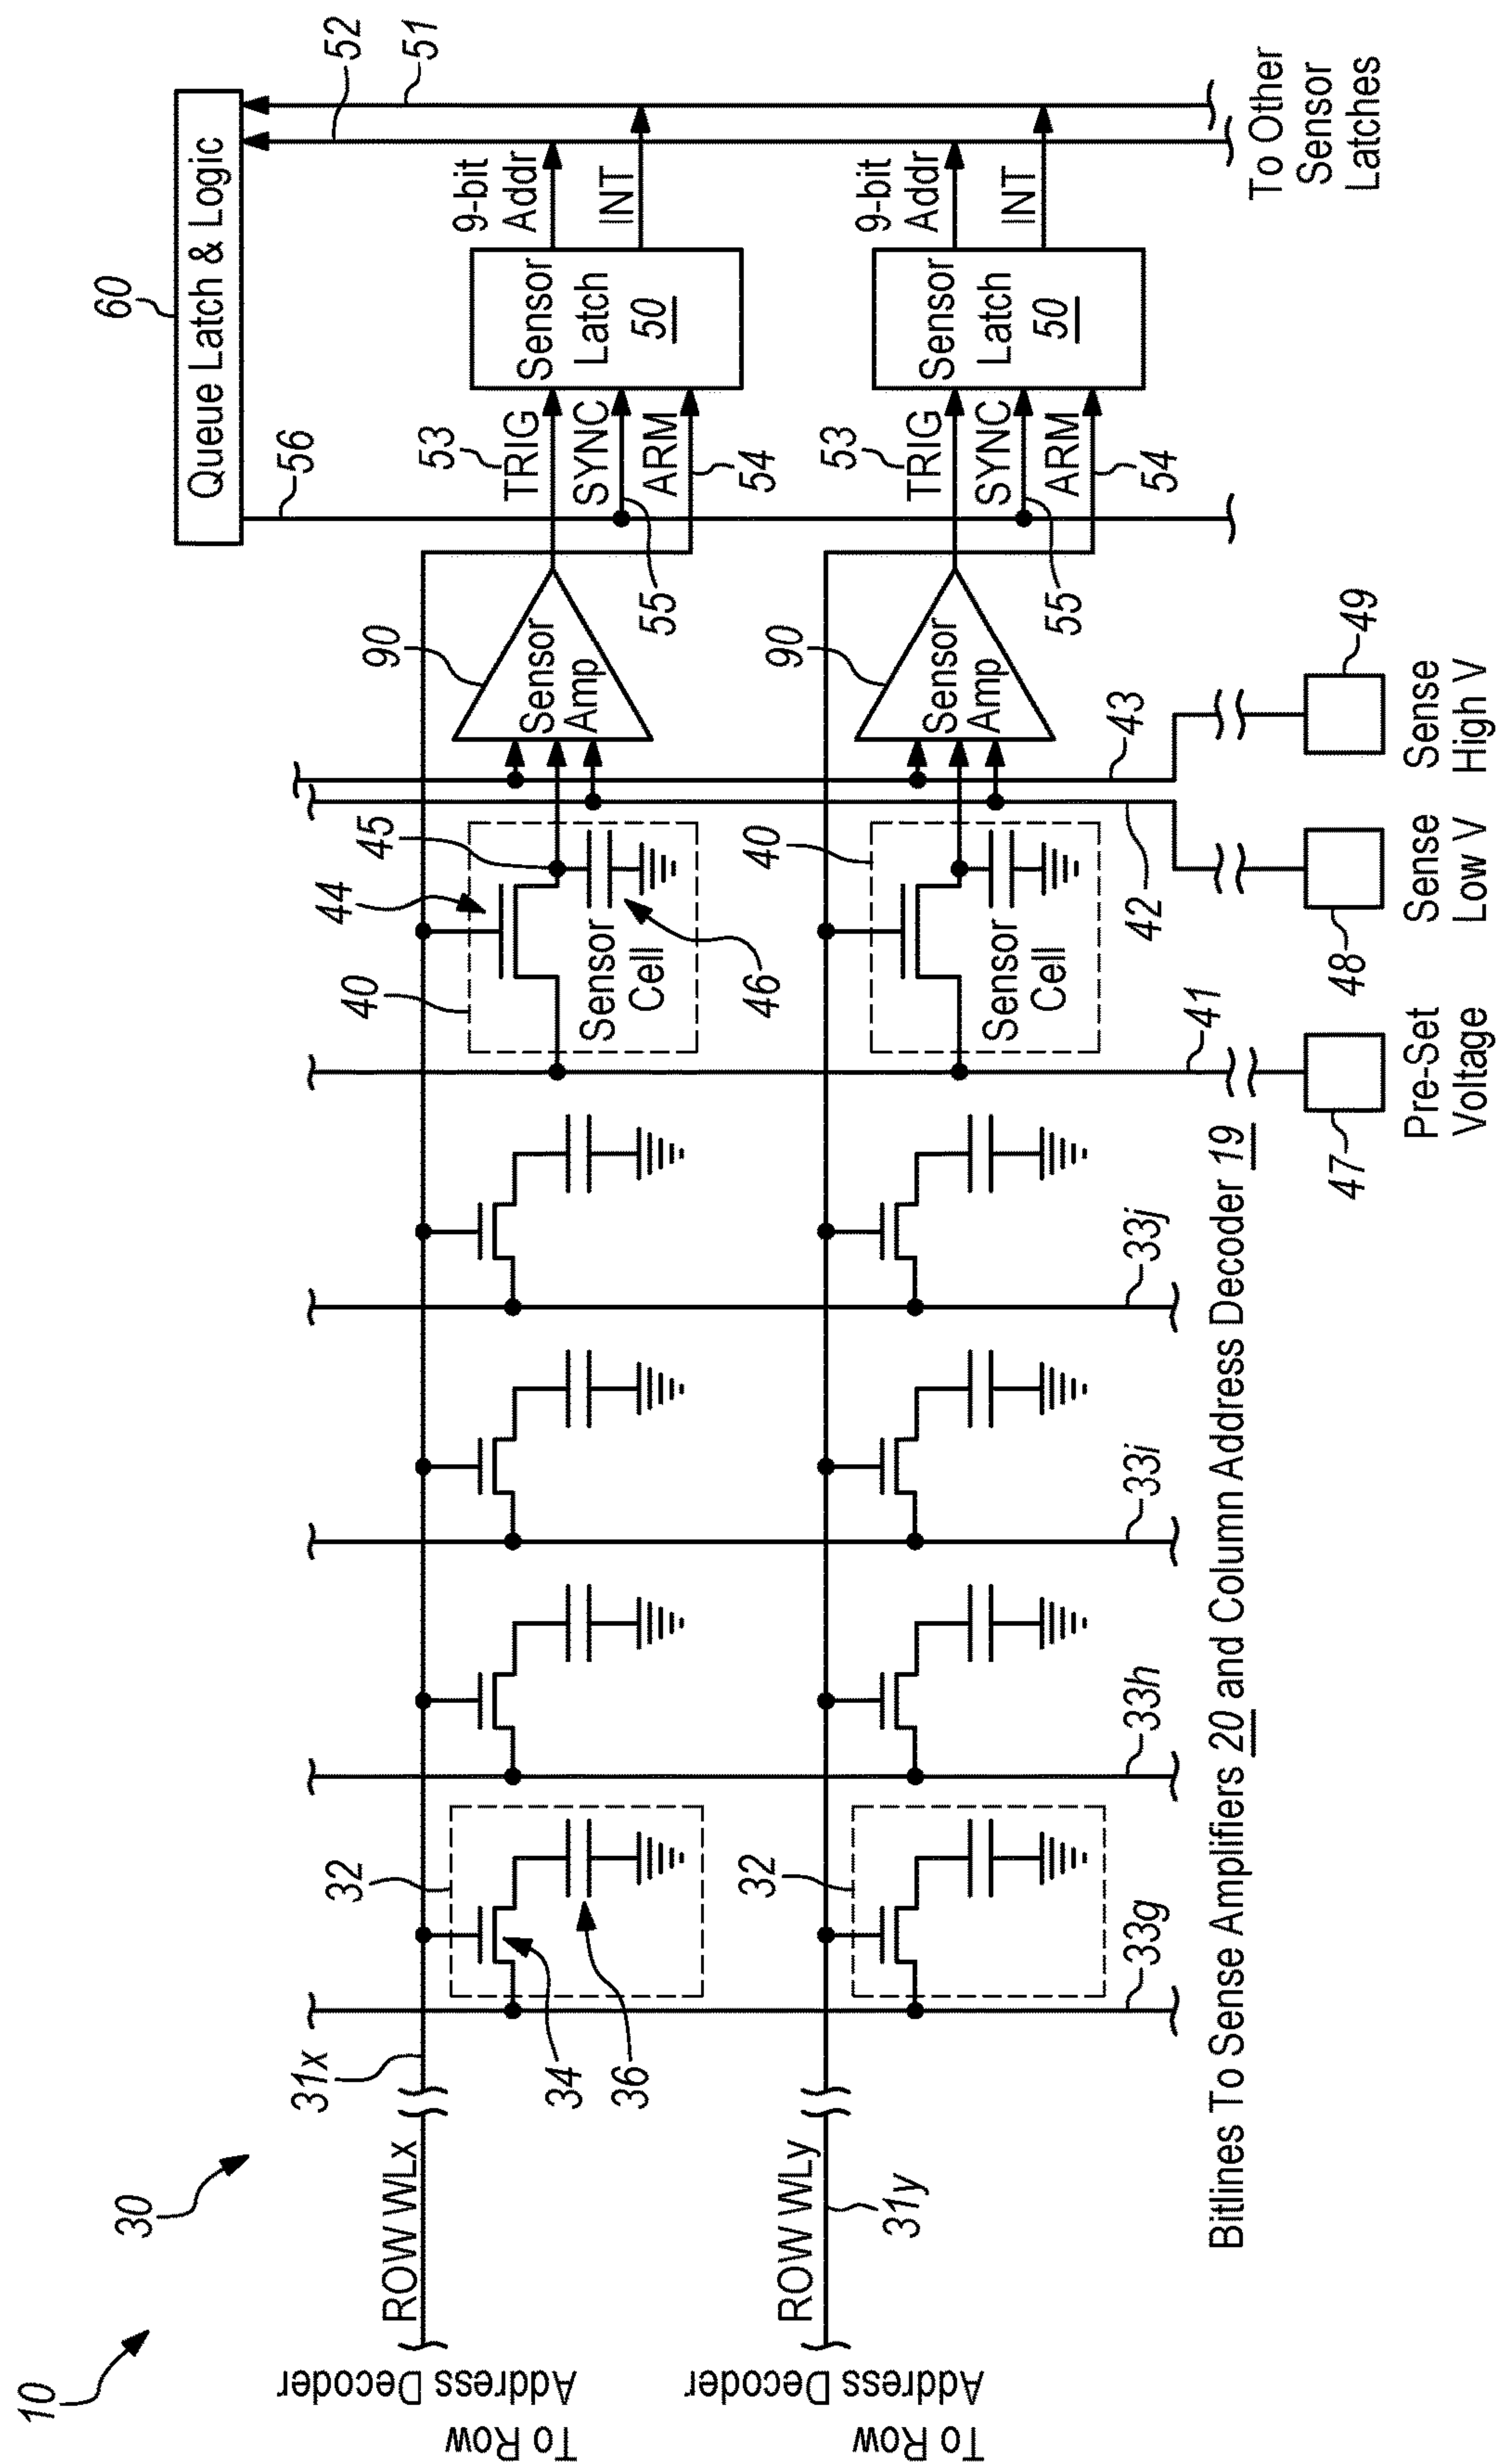 10
30
60
Queue Latch & Logic
52
51
56
To Row
Address Decoder
ROW WLx
31x
32
34
36
40
44
45
Sensor
Cell
46
90
Sensor
Amp
53
TRIG
SYNC
ARM
54
55
Sensor
Latch
50
9-bit
Addr
INT
To Row
Address Decoder
ROW WLy
31y
32
40
Sensor
Cell
90
Sensor
Amp
53
TRIG
SYNC
ARM
54
55
Sensor
Latch
50
9-bit
Addr
INT
33g
33h
33i
33j
41
42
43
Bitlines To Sense Amplifiers 20 and Column Address Decoder 19
47
Pre-Set
Voltage
48
Sense
Low V
49
Sense
High V
To Other
Sensor
Latches